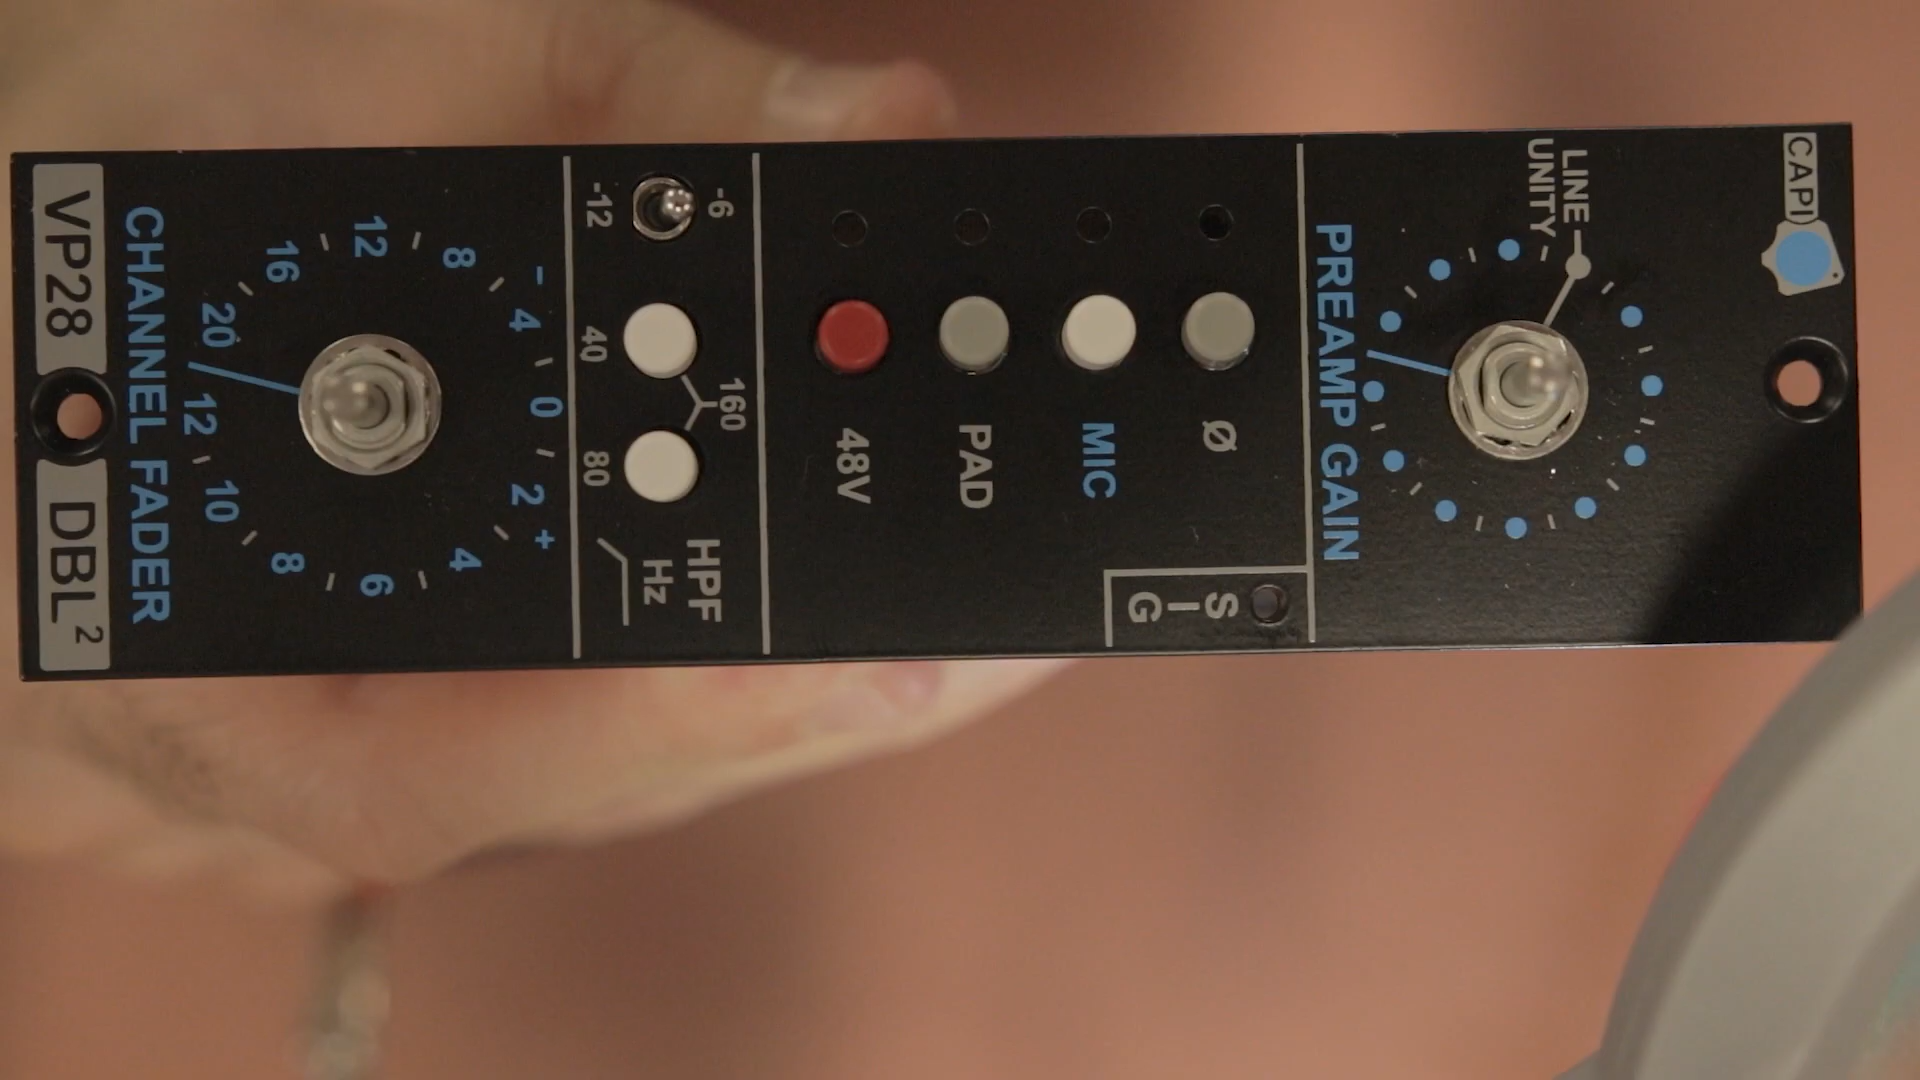 CAPI
LINE
UNITY
PREAMP GAIN
S
I
G
Ø
MIC
PAD
48V
HPF
Hz
160
40
80
-6
-12
-
+
8
4
0
2
4
12
16
20
6
8
10
12
CHANNEL FADER
VP28
DBL²